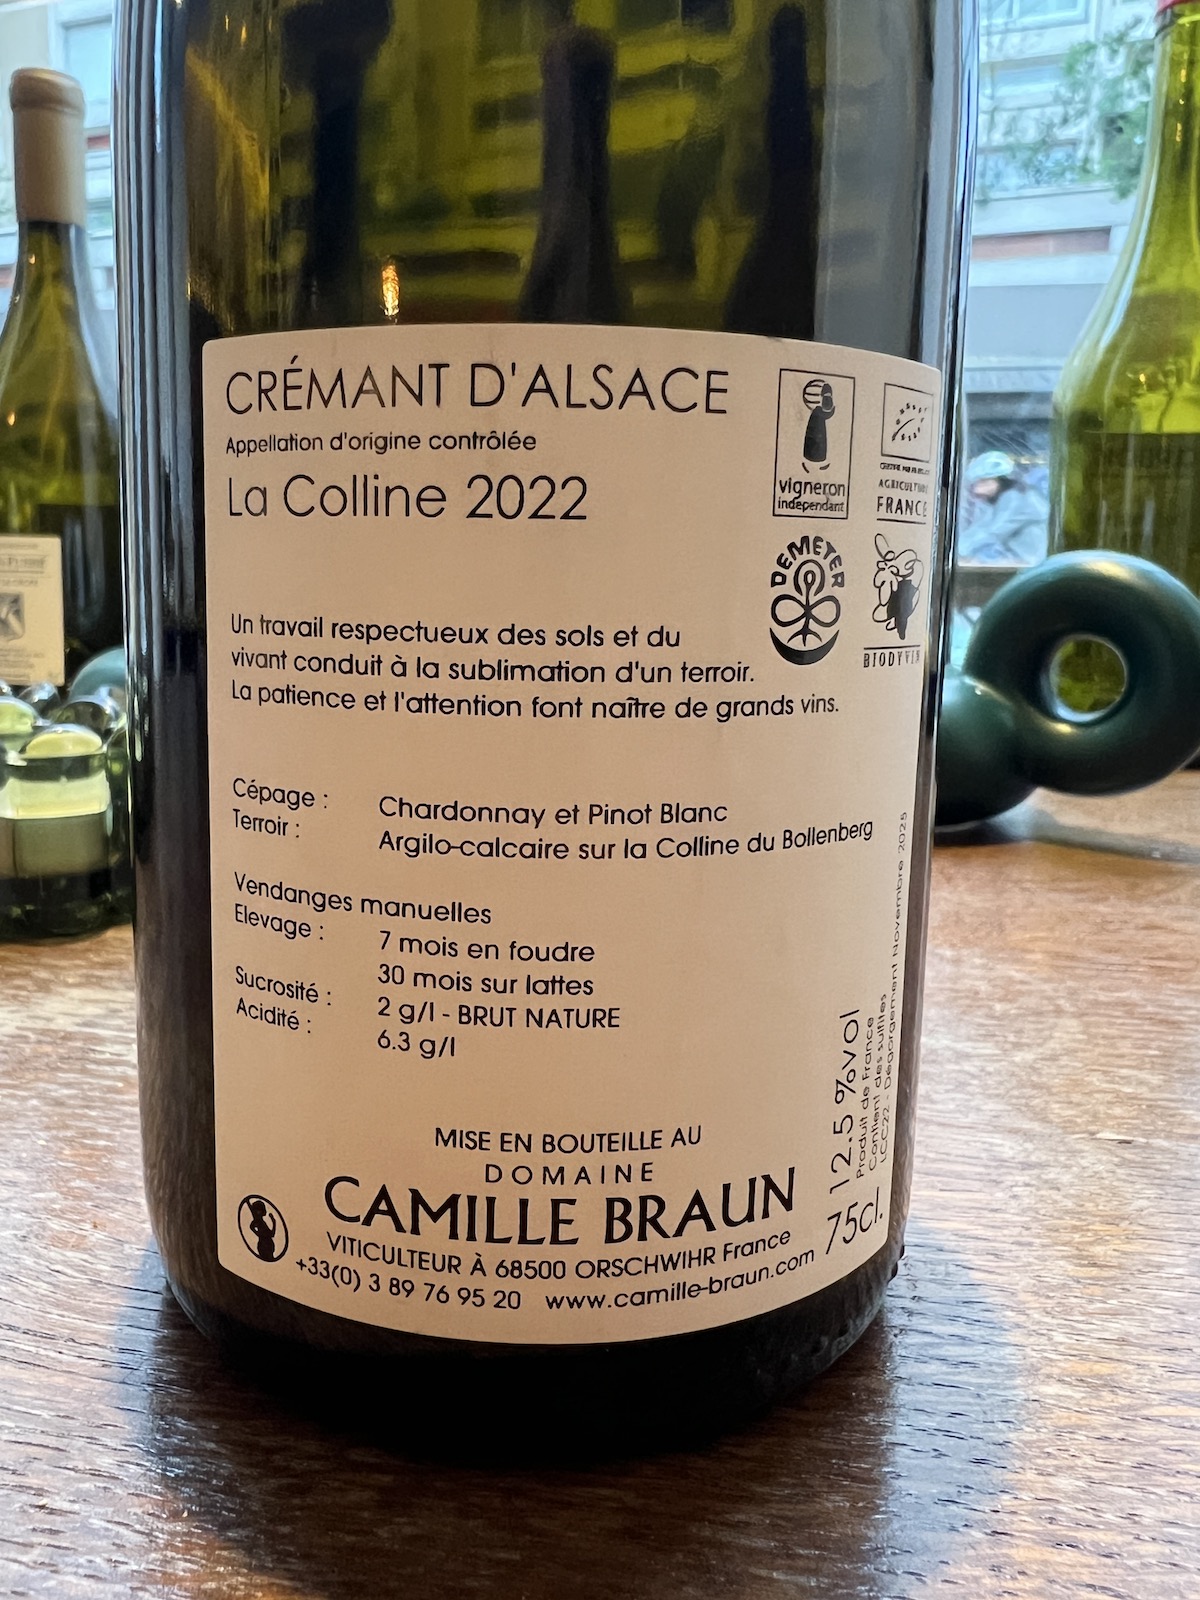 CRÉMANT D'ALSACE
Appellation d'origine contrôlée
La Colline 2022
vigneron
indépendant
AGRICULTURE
FRANCE
DEMETER
BIODYVIN
Un travail respectueux des sols et du
vivant conduit à la sublimation d'un terroir.
La patience et l'attention font naître de grands vins.
Cépage : Chardonnay et Pinot Blanc
Terroir : Argilo-calcaire sur la Colline du Bollenberg
Vendanges manuelles
Elevage : 7 mois en foudre
30 mois sur lattes
Sucrosité : 2 g/l - BRUT NATURE
Acidité : 6.3 g/l
MISE EN BOUTEILLE AU
DOMAINE
CAMILLE BRAUN
VITICULTEUR À 68500 ORSCHWIHR France
+33(0) 3 89 76 95 20 www.camille-braun.com
75cl.
12.5 %vol
Produit de France
Contient des sulfites
LCC22 - Dégorgement Novembre 2025